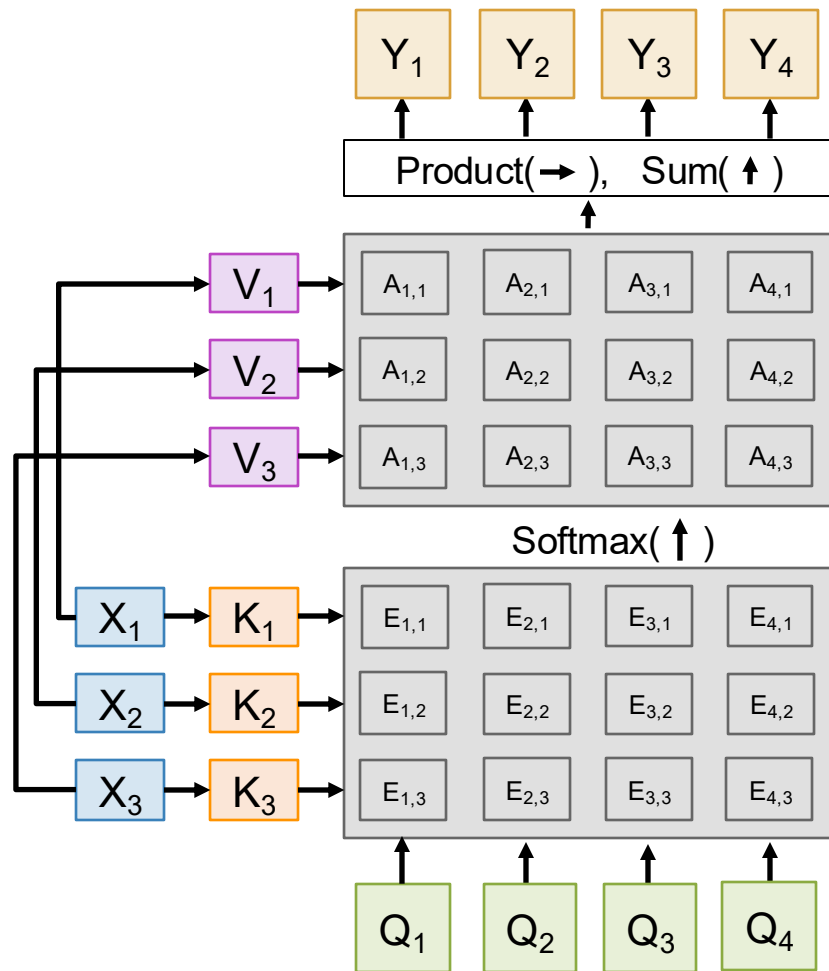 Y1 Y2 Y3 Y4
Product(→), Sum(↑)
V1 A1,1 A2,1 A3,1 A4,1
V2 A1,2 A2,2 A3,2 A4,2
V3 A1,3 A2,3 A3,3 A4,3
Softmax(↑)
X1 K1 E1,1 E2,1 E3,1 E4,1
X2 K2 E1,2 E2,2 E3,2 E4,2
X3 K3 E1,3 E2,3 E3,3 E4,3
Q1 Q2 Q3 Q4